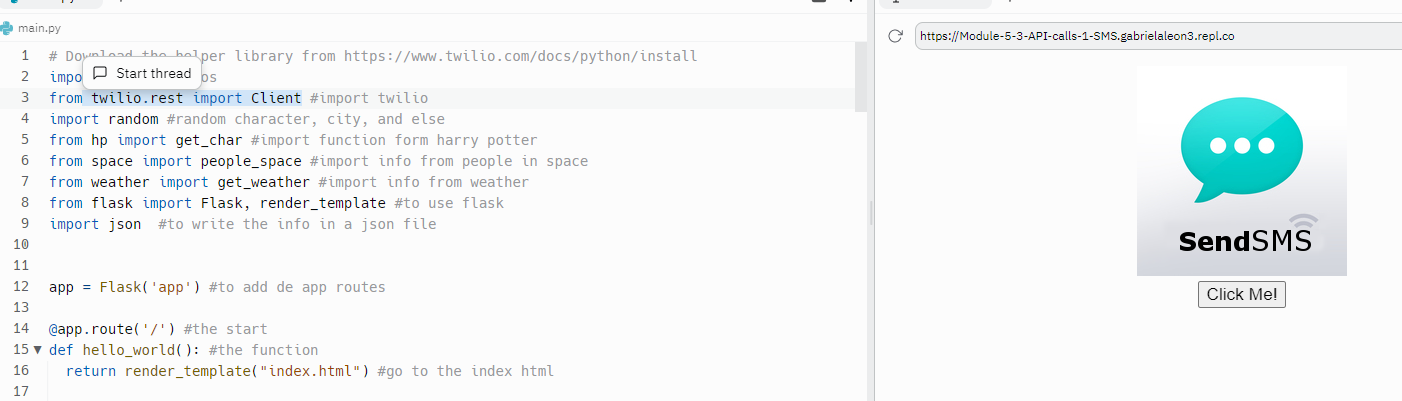 main.py
1 # Download the helper library from https://www.twilio.com/docs/python/install
Start thread
2 impo os
3 from twilio.rest import Client #import twilio
4 import random #random character, city, and else
5 from hp import get_char #import function form harry potter
6 from space import people_space #import info from people in space
7 from weather import get_weather #import info from weather
8 from flask import Flask, render_template #to use flask
9 import json  #to write the info in a json file
10
11
12 app = Flask('app') #to add de app routes
13
14 @app.route('/') #the start
15 def hello_world(): #the function
16   return render_template("index.html") #go to the index html
17
https://Module-5-3-API-calls-1-SMS.gabrielaleon3.repl.co
SendSMS
Click Me!